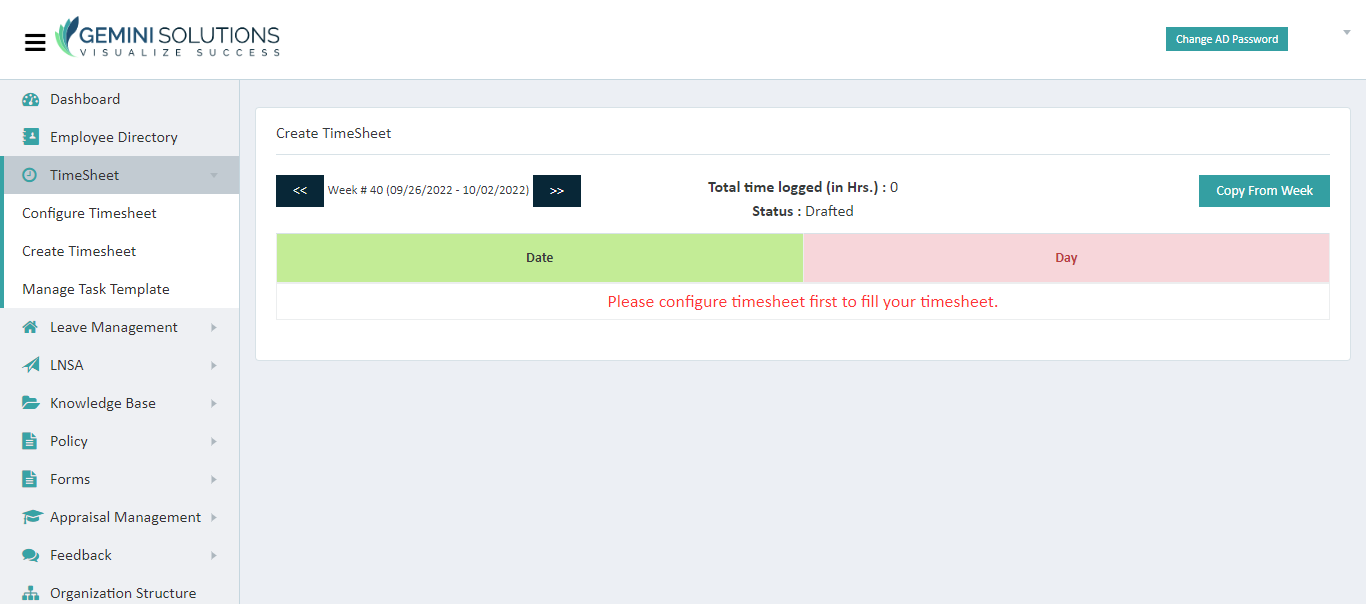 GEMINI SOLUTIONS
VISUALIZE SUCCESS
Change AD Password
Dashboard
Employee Directory
TimeSheet
Configure Timesheet
Create Timesheet
Manage Task Template
Leave Management
LNSA
Knowledge Base
Policy
Forms
Appraisal Management
Feedback
Organization Structure
Create TimeSheet
<< Week # 40 (09/26/2022 - 10/02/2022) >>
Total time logged (in Hrs.) : 0
Status : Drafted
Copy From Week
Date Day
Please configure timesheet first to fill your timesheet.